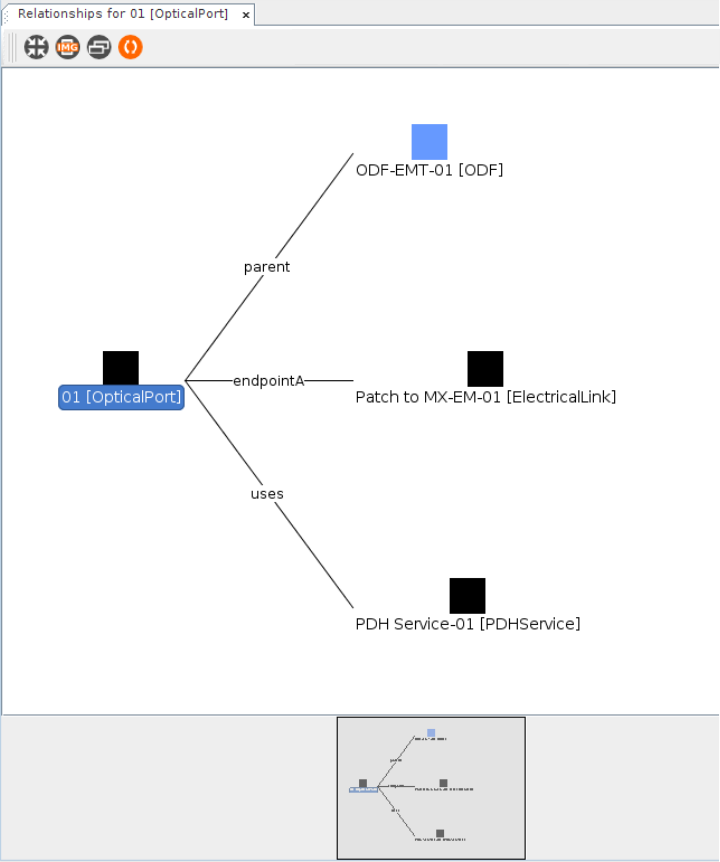 Relationships for 01 [OpticalPort] ×
IMG
ODF-EMT-01 [ODF]
parent
endpointA
01 [OpticalPort]
Patch to MX-EM-01 [ElectricalLink]
uses
PDH Service-01 [PDHService]